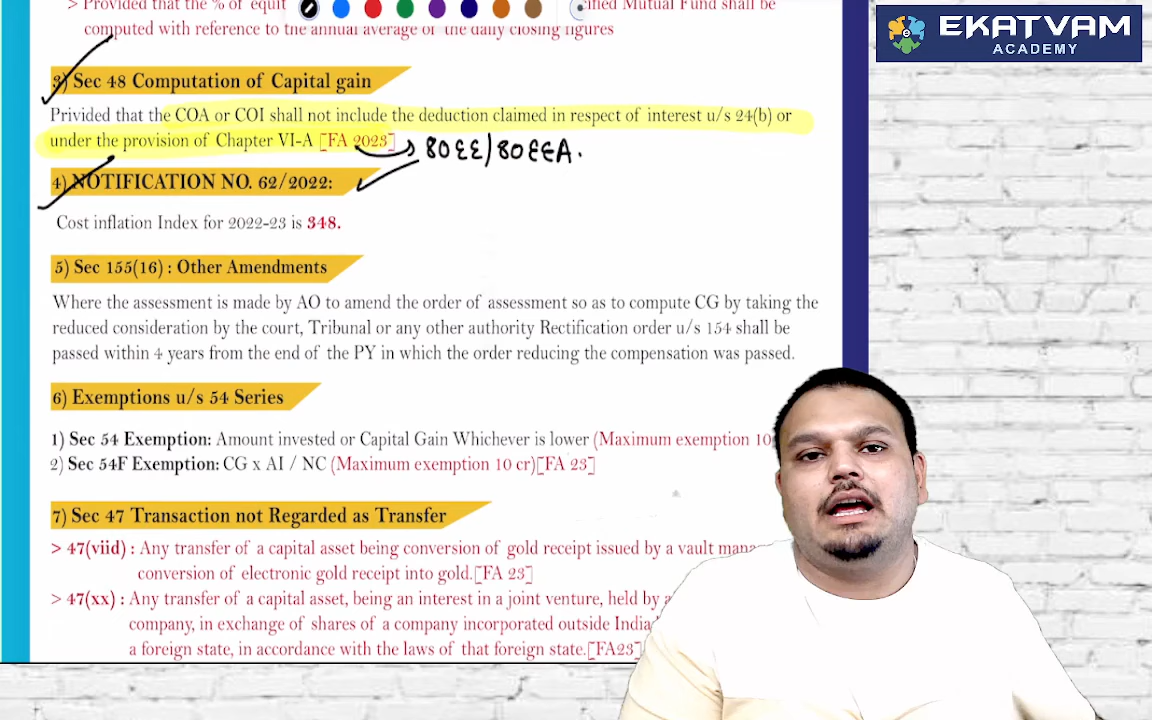 > Provided that the % of equit
ified Mutual Fund shall be
computed with reference to the annual average of the daily closing figures
EKATVAM
ACADEMY
3) Sec 48 Computation of Capital gain
Privided that the COA or COI shall not include the deduction claimed in respect of interest u/s 24(b) or
under the provision of Chapter VI-A [FA 2023]
80EE/80EEA.
4) NOTIFICATION NO. 62/2022:
Cost inflation Index for 2022-23 is 348.
5) Sec 155(16) : Other Amendments
Where the assessment is made by AO to amend the order of assessment so as to compute CG by taking the
reduced consideration by the court, Tribunal or any other authority Rectification order u/s 154 shall be
passed within 4 years from the end of the PY in which the order reducing the compensation was passed.
6) Exemptions u/s 54 Series
1) Sec 54 Exemption: Amount invested or Capital Gain Whichever is lower (Maximum exemption 10
2) Sec 54F Exemption: CG x AI / NC (Maximum exemption 10 cr)[FA 23]
7) Sec 47 Transaction not Regarded as Transfer
> 47(viid) : Any transfer of a capital asset being conversion of gold receipt issued by a vault mana
conversion of electronic gold receipt into gold.[FA 23]
> 47(xx) : Any transfer of a capital asset, being an interest in a joint venture, held by a
company, in exchange of shares of a company incorporated outside India
a foreign state, in accordance with the laws of that foreign state.[FA23]